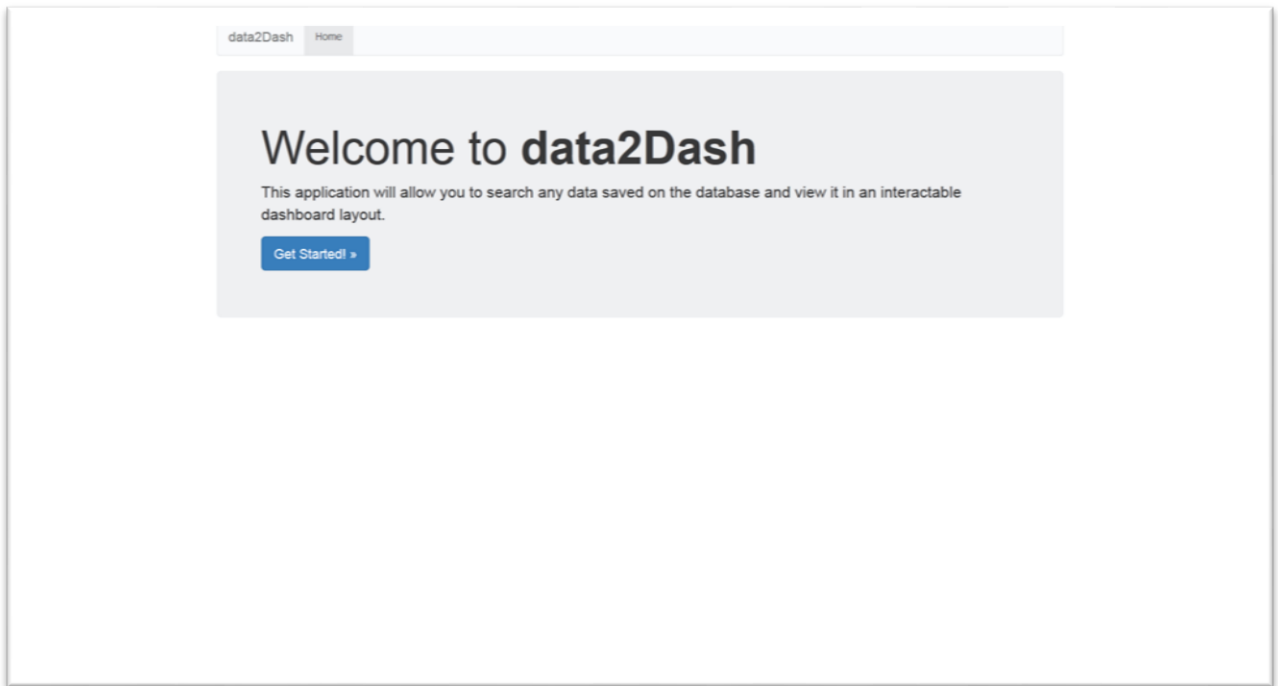 data2Dash Home
Welcome to data2Dash
This application will allow you to search any data saved on the database and view it in an interactable
dashboard layout.
Get Started! »